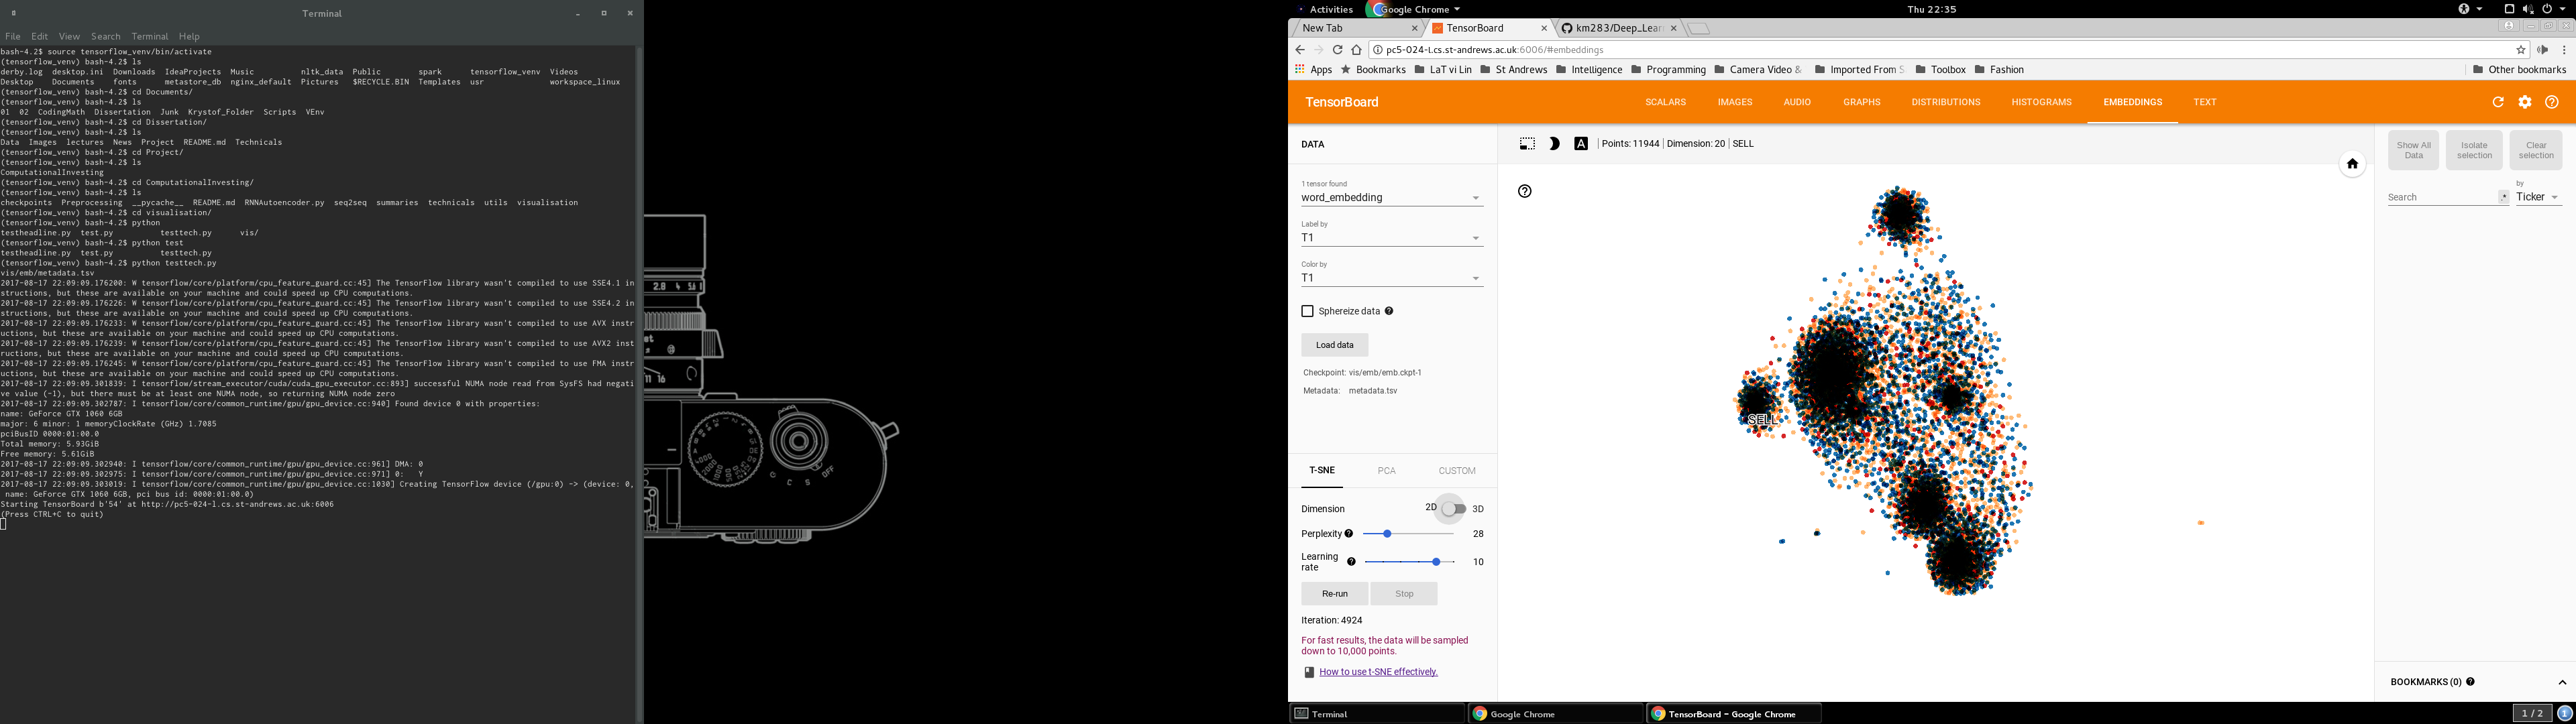 Terminal
File Edit View Search Terminal Help
bash-4.2$ source tensorflow_venv/bin/activate
(tensorflow_venv) bash-4.2$ ls
derby.log desktop.ini Downloads IdeaProjects Music nltk_data Public spark tensorflow_venv Videos
Desktop Documents fonts metastore_db nginx_default Pictures $RECYCLE.BIN Templates usr workspace_linux
(tensorflow_venv) bash-4.2$ cd Documents/
(tensorflow_venv) bash-4.2$ ls
01 02 CodingMath Dissertation Junk Krystof_Folder Scripts VEnv
(tensorflow_venv) bash-4.2$ cd Dissertation/
(tensorflow_venv) bash-4.2$ ls
Data Images lectures News Project README.md Technicals
(tensorflow_venv) bash-4.2$ cd Project/
(tensorflow_venv) bash-4.2$ ls
ComputationalInvesting
(tensorflow_venv) bash-4.2$ cd ComputationalInvesting/
(tensorflow_venv) bash-4.2$ ls
checkpoints Preprocessing __pycache__ README.md RNNAutoencoder.py seq2seq summaries technicals utils visualisation
(tensorflow_venv) bash-4.2$ cd visualisation/
(tensorflow_venv) bash-4.2$ python
testheadline.py test.py testtech.py vis/
(tensorflow_venv) bash-4.2$ python test
testheadline.py test.py testtech.py
(tensorflow_venv) bash-4.2$ python testtech.py
vis/emb/metadata.tsv
2017-08-17 22:09:09.176200: W tensorflow/core/platform/cpu_feature_guard.cc:45] The TensorFlow library wasn't compiled to use SSE4.1 in
structions, but these are available on your machine and could speed up CPU computations.
2017-08-17 22:09:09.176226: W tensorflow/core/platform/cpu_feature_guard.cc:45] The TensorFlow library wasn't compiled to use SSE4.2 in
structions, but these are available on your machine and could speed up CPU computations.
2017-08-17 22:09:09.176233: W tensorflow/core/platform/cpu_feature_guard.cc:45] The TensorFlow library wasn't compiled to use AVX instr
uctions, but these are available on your machine and could speed up CPU computations.
2017-08-17 22:09:09.176239: W tensorflow/core/platform/cpu_feature_guard.cc:45] The TensorFlow library wasn't compiled to use AVX2 inst
ructions, but these are available on your machine and could speed up CPU computations.
2017-08-17 22:09:09.176245: W tensorflow/core/platform/cpu_feature_guard.cc:45] The TensorFlow library wasn't compiled to use FMA instr
uctions, but these are available on your machine and could speed up CPU computations.
2017-08-17 22:09:09.301839: I tensorflow/stream_executor/cuda/cuda_gpu_executor.cc:893] successful NUMA node read from SysFS had negati
ve value (-1), but there must be at least one NUMA node, so returning NUMA node zero
2017-08-17 22:09:09.302787: I tensorflow/core/common_runtime/gpu/gpu_device.cc:940] Found device 0 with properties:
name: GeForce GTX 1060 6GB
major: 6 minor: 1 memoryClockRate (GHz) 1.7085
pciBusID 0000:01:00.0
Total memory: 5.93GiB
Free memory: 5.61GiB
2017-08-17 22:09:09.302940: I tensorflow/core/common_runtime/gpu/gpu_device.cc:961] DMA: 0
2017-08-17 22:09:09.302975: I tensorflow/core/common_runtime/gpu/gpu_device.cc:971] 0: Y
2017-08-17 22:09:09.303019: I tensorflow/core/common_runtime/gpu/gpu_device.cc:1030] Creating TensorFlow device (/gpu:0) -> (device: 0,
 name: GeForce GTX 1060 6GB, pci bus id: 0000:01:00.0)
Starting TensorBoard b'54' at http://pc5-024-l.cs.st-andrews.ac.uk:6006
(Press CTRL+C to quit)
2.8 4 5.6
11 16
OFF
Activities Google Chrome Thu 22:35
New Tab TensorBoard km283/Deep_Lear
pc5-024-l.cs.st-andrews.ac.uk:6006/#embeddings
Apps Bookmarks LaT vi Lin St Andrews Intelligence Programming Camera Video & Imported From S Toolbox Fashion Other bookmarks
TensorBoard SCALARS IMAGES AUDIO GRAPHS DISTRIBUTIONS HISTOGRAMS EMBEDDINGS TEXT
DATA
A | Points: 11944 | Dimension: 20 | SELL
1 tensor found
word_embedding
Label by
T1
Color by
T1
Sphereize data
Load data
Checkpoint: vis/emb/emb.ckpt-1
Metadata: metadata.tsv
T-SNE PCA CUSTOM
Dimension 2D 3D
Perplexity 28
Learning rate 10
Re-run Stop
Iteration: 4924
For fast results, the data will be sampled
down to 10,000 points.
How to use t-SNE effectively.
SELL
Show All Data
Isolate selection
Clear selection
Search .* by Ticker
BOOKMARKS (0)
Terminal Google Chrome TensorBoard - Google Chrome 1 / 2 1